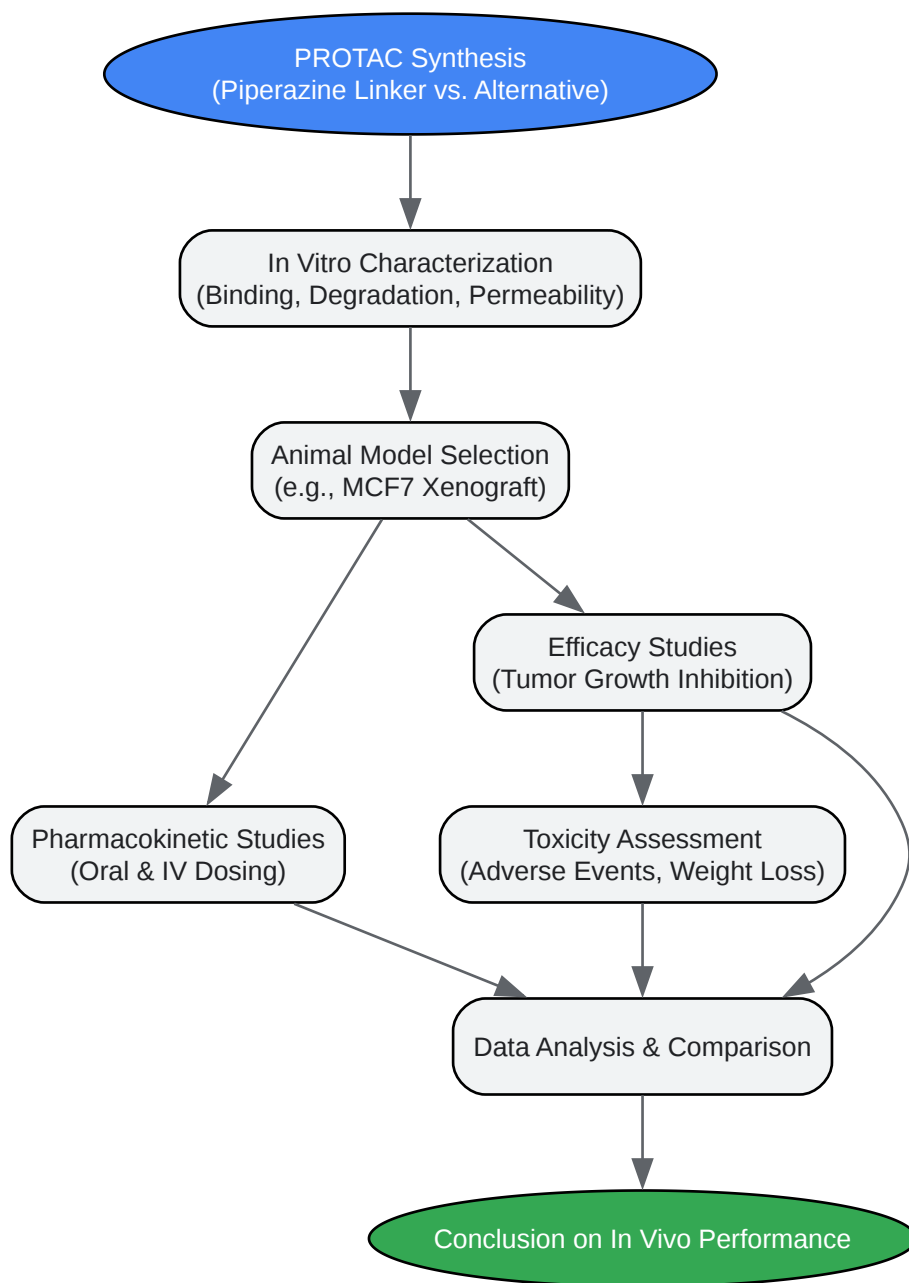 PROTAC Synthesis
(Piperazine Linker vs. Alternative)
In Vitro Characterization
(Binding, Degradation, Permeability)
Animal Model Selection
(e.g., MCF7 Xenograft)
Efficacy Studies
(Tumor Growth Inhibition)
Pharmacokinetic Studies
(Oral & IV Dosing)
Toxicity Assessment
(Adverse Events, Weight Loss)
Data Analysis & Comparison
Conclusion on In Vivo Performance